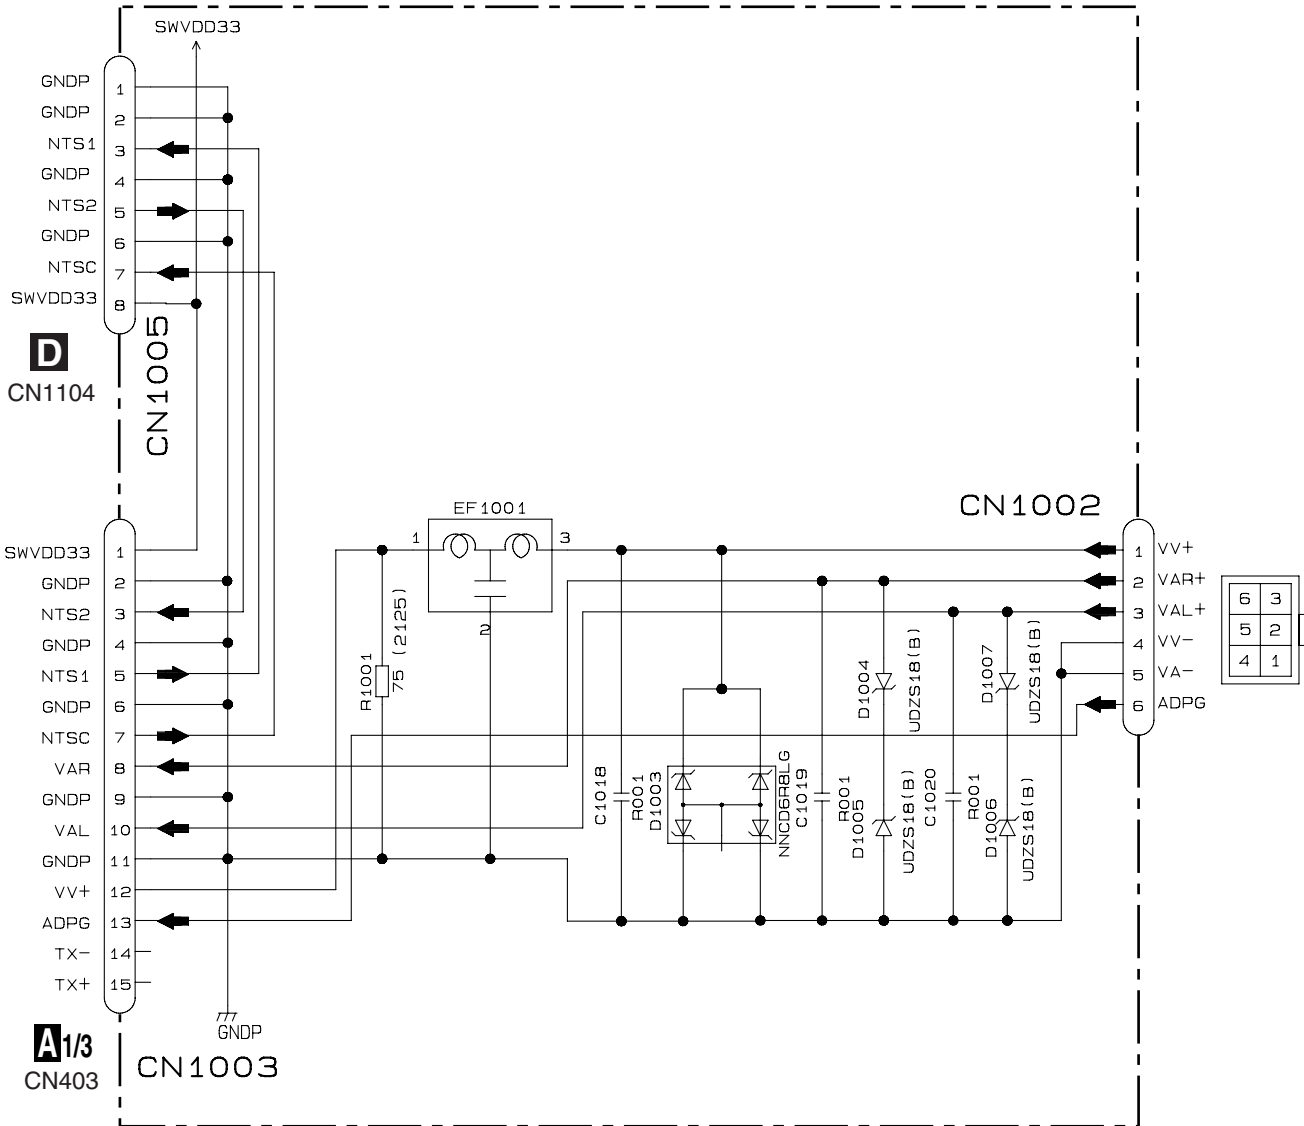 SWVDD33
GNDP 1
GNDP 2
NTS1 3
GNDP 4
NTS2 5
GNDP 6
NTSC 7
SWVDD33 8
CN1005
D
CN1104
SWVDD33 1
GNDP 2
NTS2 3
GNDP 4
NTS1 5
GNDP 6
NTSC 7
VAR 8
GNDP 9
VAL 10
GNDP 11
VV+ 12
ADPG 13
TX- 14
TX+ 15
GNDP
A 1/3
CN403
CN1003
EF1001
1 3
2
R1001
75 (2125)
C1018
R001
D1003
NNCD6R8LG
C1019
R001
D1004
UDZS18(B)
D1005
UDZS18(B)
C1020
R001
D1007
UDZS18(B)
D1006
UDZS18(B)
CN1002
1 VV+
2 VAR+
3 VAL+
4 VV-
5 VA-
6 ADPG
6 3
5 2
4 1